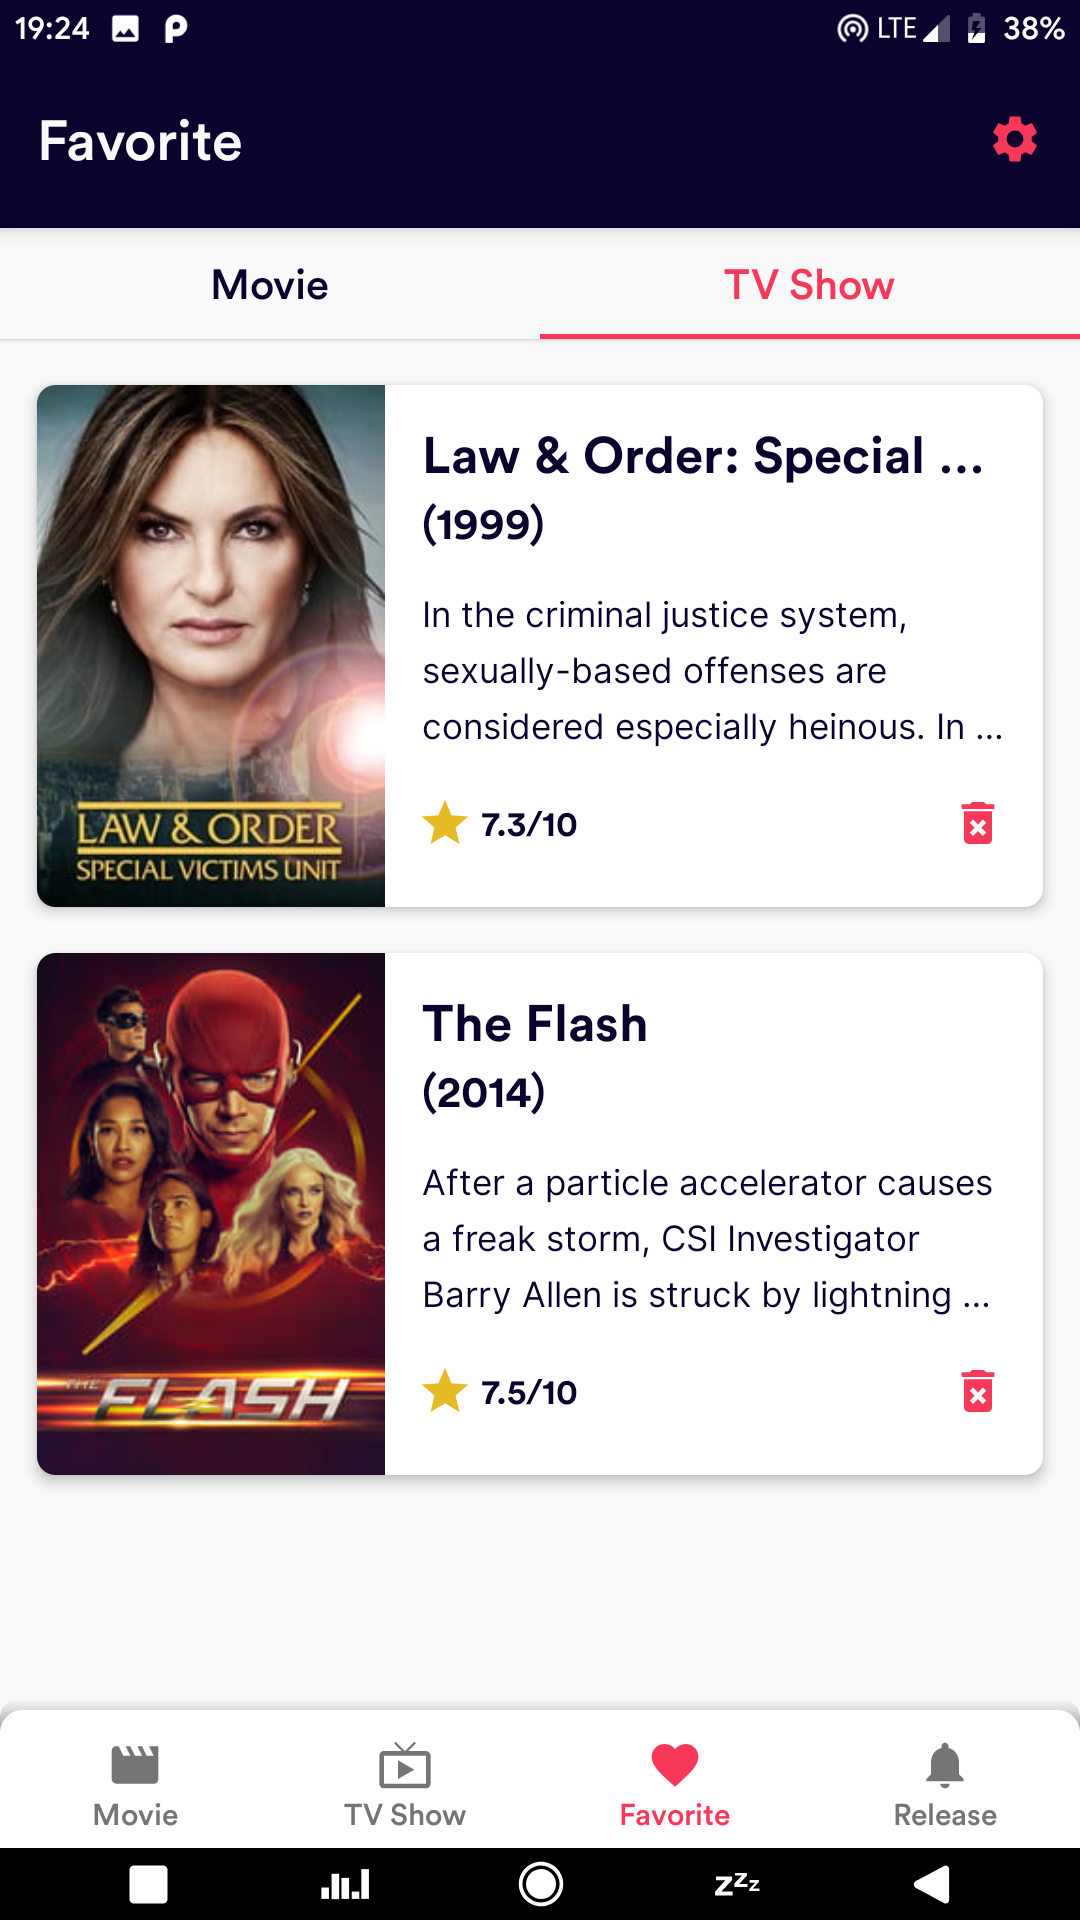 19:24 LTE 38%
Favorite
Movie TV Show
Law & Order: Special ...
(1999)
In the criminal justice system,
sexually-based offenses are
considered especially heinous. In ...
7.3/10
LAW & ORDER
SPECIAL VICTIMS UNIT
The Flash
(2014)
After a particle accelerator causes
a freak storm, CSI Investigator
Barry Allen is struck by lightning ...
7.5/10
THE
FLASH
Movie TV Show Favorite Release
zzz